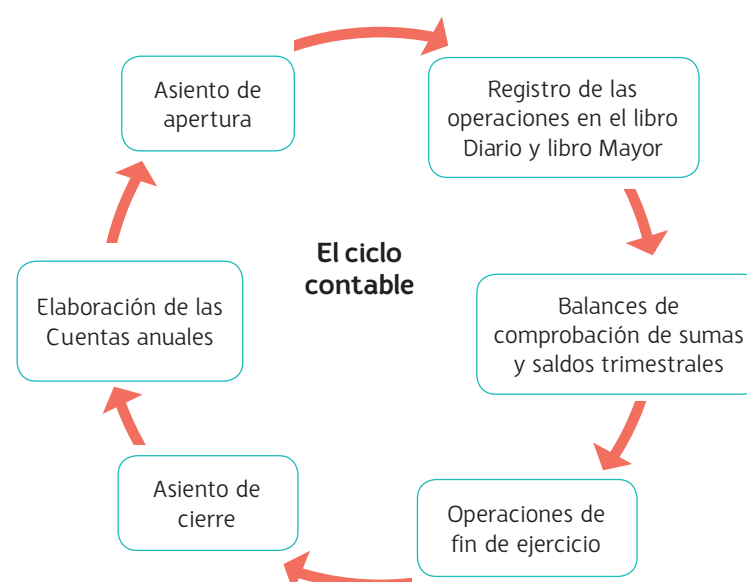 Asiento de
apertura
Registro de las
operaciones en el libro
Diario y libro Mayor
El ciclo
contable
Elaboración de las
Cuentas anuales
Balances de
comprobación de sumas
y saldos trimestrales
Asiento de
cierre
Operaciones de
fin de ejercicio